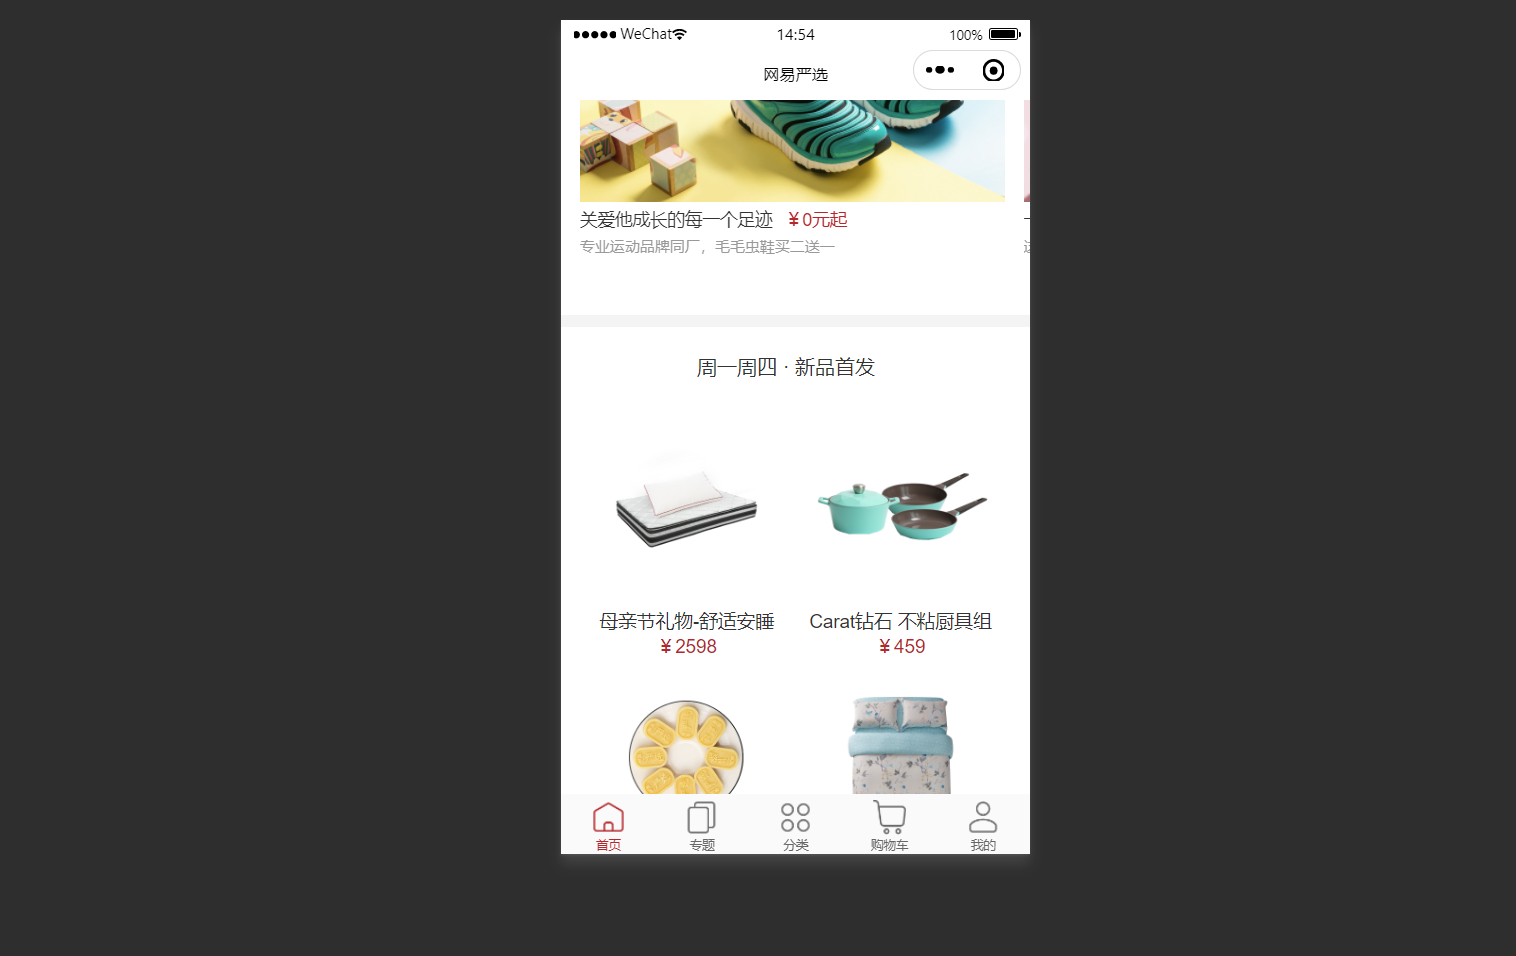 ●●●●● WeChat 14:54 100%
网易严选
关爱他成长的每一个足迹 ¥0元起
专业运动品牌同厂，毛毛虫鞋买二送一
周一周四 · 新品首发
母亲节礼物-舒适安睡 Carat钻石 不粘厨具组
¥2598 ¥459
首页 专题 分类 购物车 我的